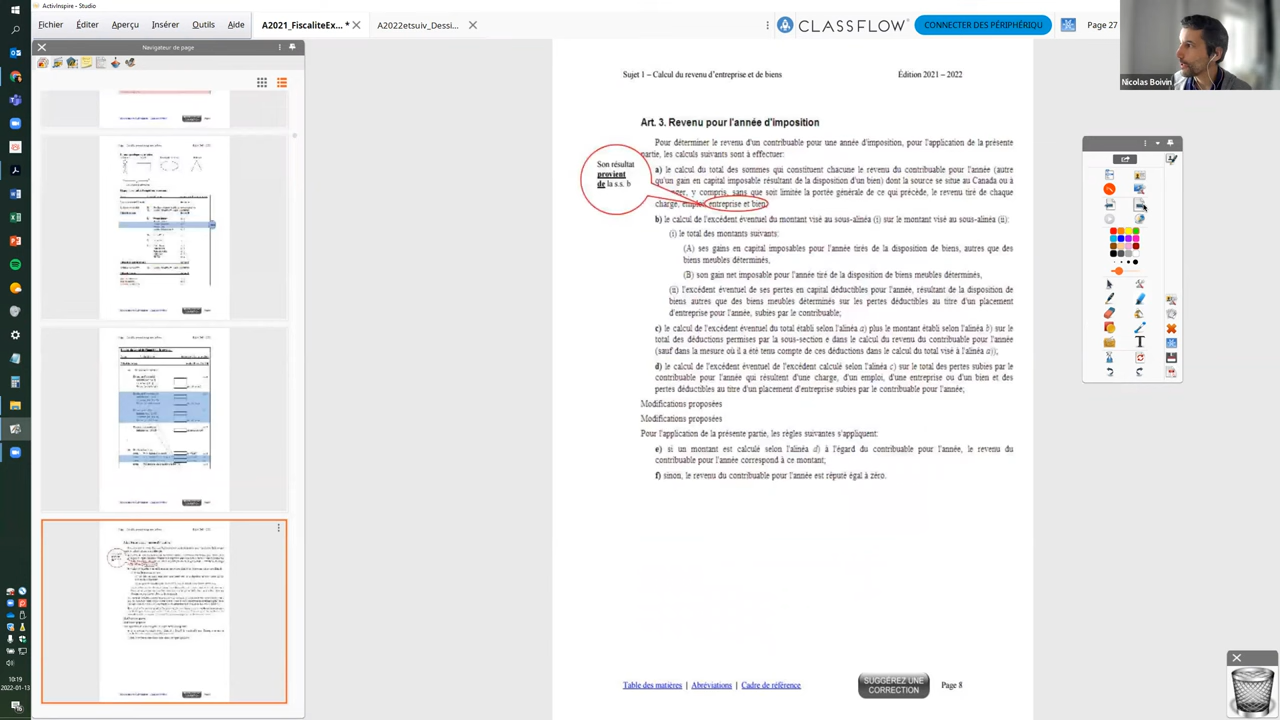 ActivInspire - Studio
Fichier Édition Aperçu Insérer Outils Aide
A2021_FiscaliteEx... *
A2022etsuiv_Dessi...
CLASSFLOW
CONNECTER DES PÉRIPHÉRIQU
Page 27
Nicolas Boivin
Navigateur de page
Sujet 1 – Calcul du revenu d'entreprise et de biens
Édition 2021 – 2022
Art. 3. Revenu pour l'année d'imposition
Pour déterminer le revenu d'un contribuable pour une année d'imposition, pour l'application de la présente
partie, les calculs suivants sont à effectuer:
Son résultat
provient
de la s.s. b
a) le calcul du total des sommes qui constituent chacune le revenu du contribuable pour l'année (autre
qu'un gain en capital imposable résultant de la disposition d'un bien) dont la source se situe au Canada ou à
y compris, sans que soit limitée la portée générale de ce qui précède, le revenu tiré de chaque
charge, emploi, entreprise et bien;
b) le calcul de l'excédent éventuel du montant visé au sous-alinéa (i) sur le montant visé au sous-alinéa (ii):
(i) le total des montants suivants:
(A) ses gains en capital imposables pour l'année tirés de la disposition de biens, autres que des
biens meubles déterminés,
(B) son gain net imposable pour l'année tiré de la disposition de biens meubles déterminés,
(ii) l'excédent éventuel de ses pertes en capital déductibles pour l'année, résultant de la disposition de
biens autres que des biens meubles déterminés sur les pertes déductibles au titre d'un placement
d'entreprise pour l'année, subies par le contribuable;
c) le calcul de l'excédent éventuel du total établi selon l'alinéa a) plus le montant établi selon l'alinéa b) sur le
total des déductions permises par la sous-section e dans le calcul du revenu du contribuable pour l'année
(sauf dans la mesure où il a été tenu compte de ces déductions dans le calcul du total visé à l'alinéa a));
d) le calcul de l'excédent éventuel de l'excédent calculé selon l'alinéa c) sur le total des pertes subies par le
contribuable pour l'année qui résultent d'une charge, d'un emploi, d'une entreprise ou d'un bien et des
pertes déductibles au titre d'un placement d'entreprise subies par le contribuable pour l'année;
Modifications proposées
Modifications proposées
Pour l'application de la présente partie, les règles suivantes s'appliquent:
e) si un montant est calculé selon l'alinéa d) à l'égard du contribuable pour l'année, le revenu du
contribuable pour l'année correspond à ce montant;
f) sinon, le revenu du contribuable pour l'année est réputé égal à zéro.
Table des matières | Abréviations | Cadre de référence
SUGGÉREZ UNE
CORRECTION
Page 8
2022-01-13